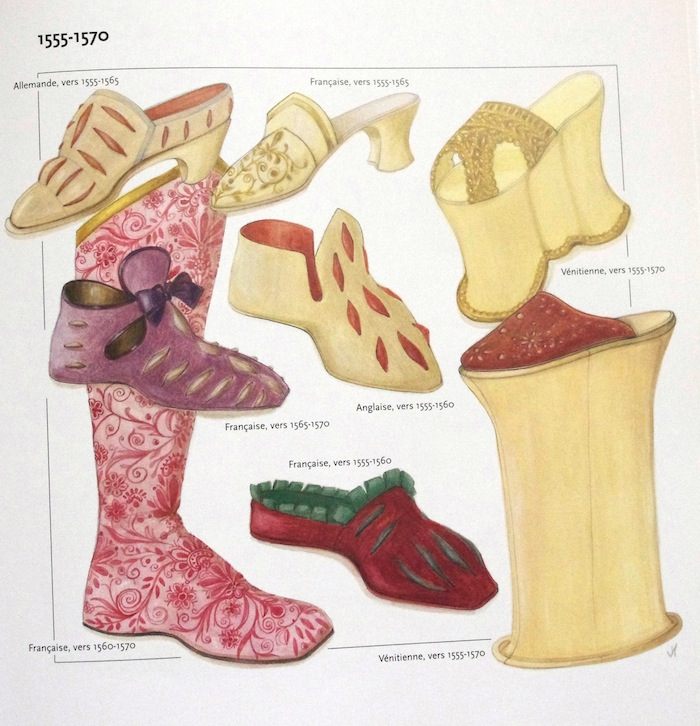 1555-1570
Allemande, vers 1555-1565
Française, vers 1555-1565
Vénitienne, vers 1555-1570
Anglaise, vers 1555-1560
Française, vers 1565-1570
Française, vers 1555-1560
Française, vers 1560-1570
Vénitienne, vers 1555-1570